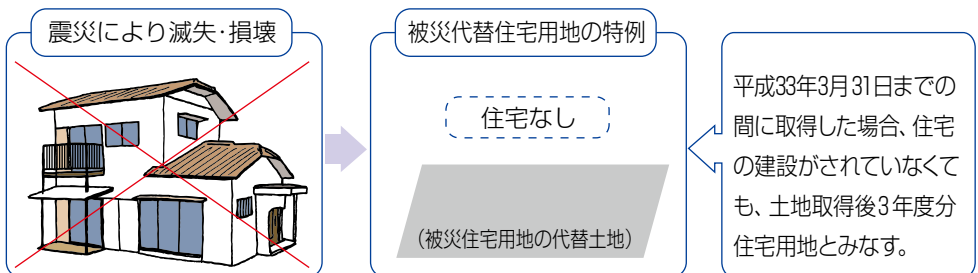 震災により滅失・損壊
被災代替住宅用地の特例
住宅なし
(被災住宅用地の代替土地)
平成33年3月31日までの
間に取得した場合、住宅
の建設がされていなくて
も、土地取得後3年度分
住宅用地とみなす。